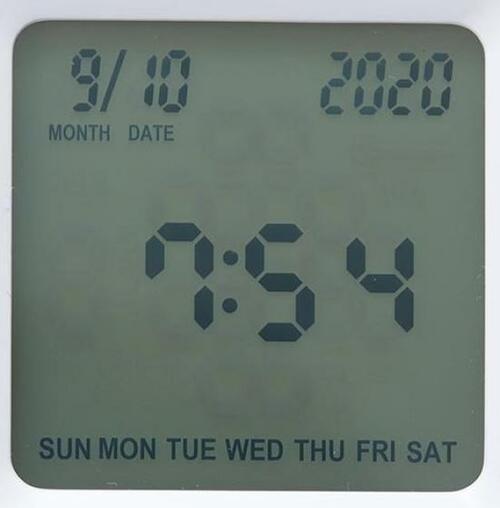 9/10 2020
MONTH DATE
7:54
SUN MON TUE WED THU FRI SAT